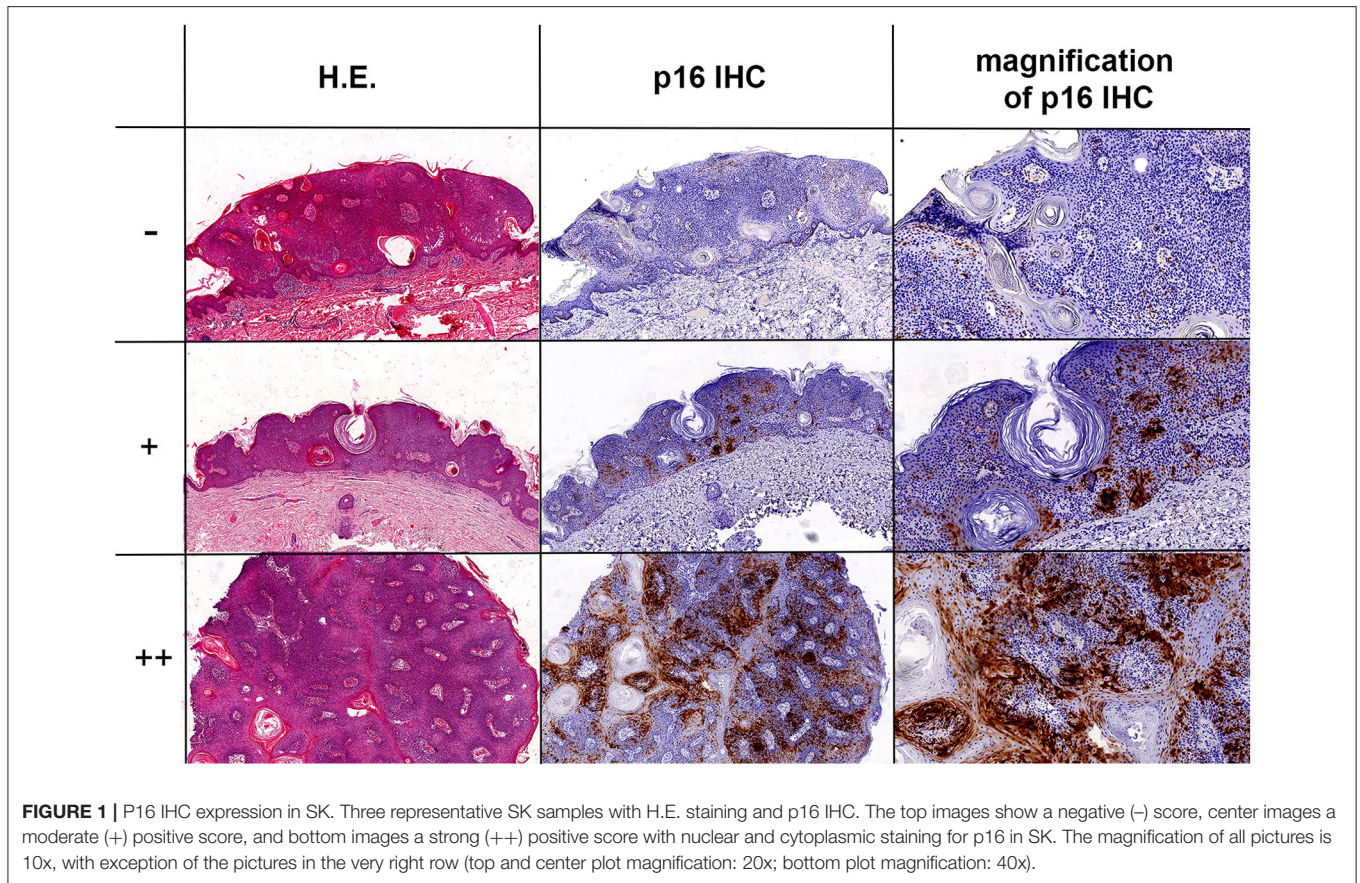 H.E.
p16 IHC
magnification
of p16 IHC
-
+
++
FIGURE 1 | P16 IHC expression in SK. Three representative SK samples with H.E. staining and p16 IHC. The top images show a negative (–) score, center images a
moderate (+) positive score, and bottom images a strong (++) positive score with nuclear and cytoplasmic staining for p16 in SK. The magnification of all pictures is
10x, with exception of the pictures in the very right row (top and center plot magnification: 20x; bottom plot magnification: 40x).